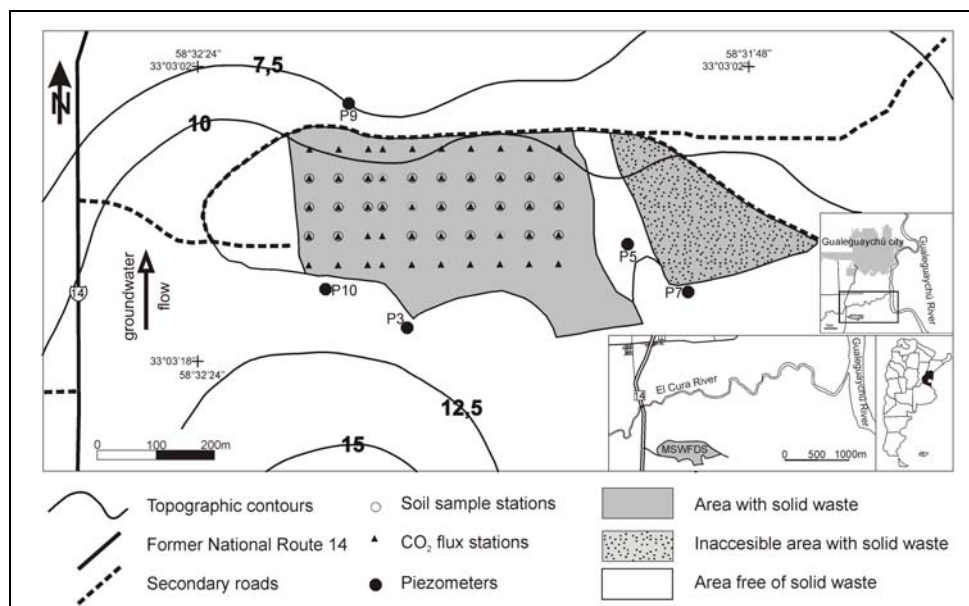 58°32'24''
33°03'02''
58°31'48''
33°03'02''
7,5
N
P9
10
Gualeguaychú city
Gualeguaychú River
P5
groundwater
flow
14
P10
P7
P3
33°03'18''
58°32'24''
El Cura River
Gualeguaychú River
14
12,5
0 100 200m
15
MSWFDS
0 500 1000m
Topographic contours
Soil sample stations
Area with solid waste
Former National Route 14
CO₂ flux stations
Inaccesible area with solid waste
Secondary roads
Piezometers
Area free of solid waste